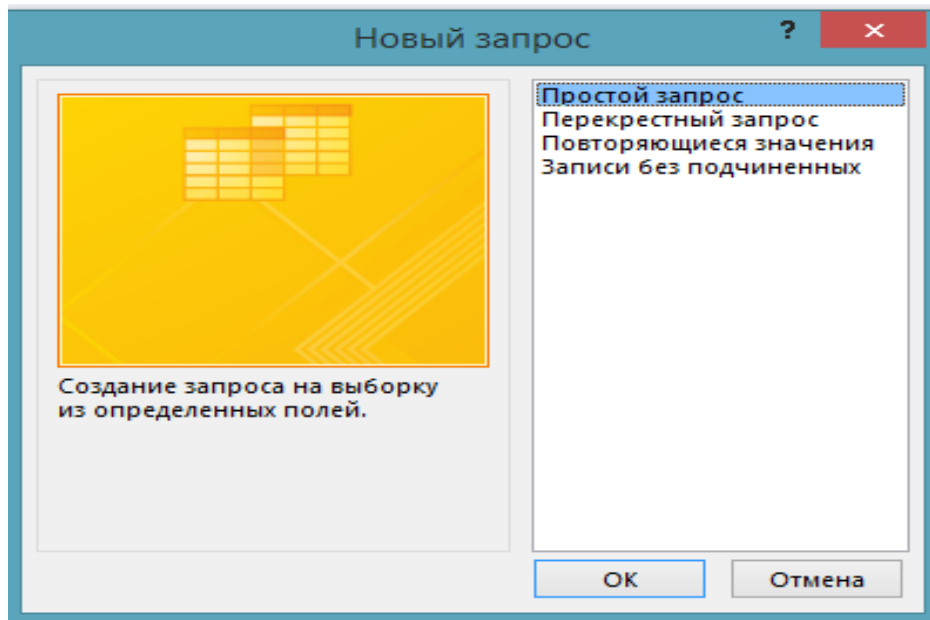 Новый запрос
?
×
Простой запрос
Перекрестный запрос
Повторяющиеся значения
Записи без подчиненных
Создание запроса на выборку
из определенных полей.
ОК
Отмена